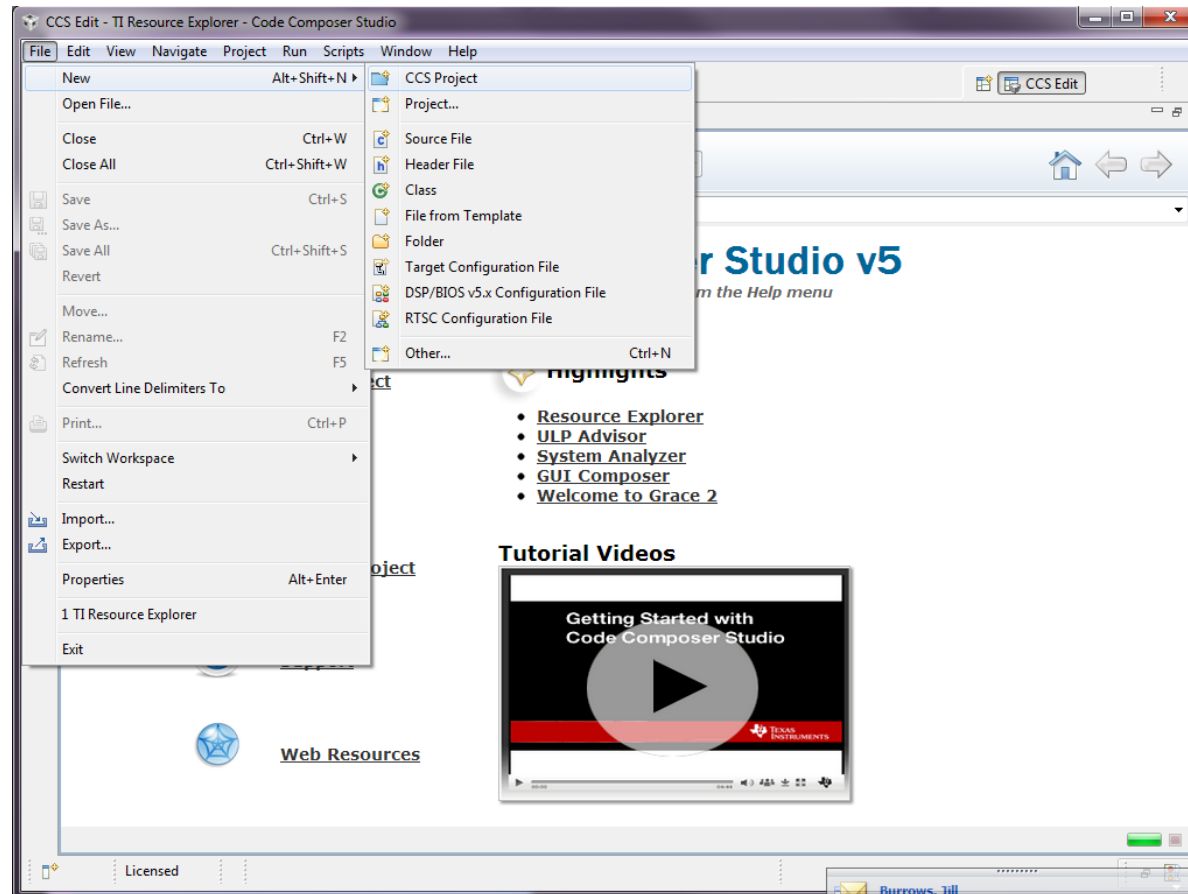 CCS Edit - TI Resource Explorer - Code Composer Studio
File Edit View Navigate Project Run Scripts Window Help
New Alt+Shift+N
Open File...
Close Ctrl+W
Close All Ctrl+Shift+W
Save Ctrl+S
Save As...
Save All Ctrl+Shift+S
Revert
Move...
Rename... F2
Refresh F5
Convert Line Delimiters To
Print... Ctrl+P
Switch Workspace
Restart
Import...
Export...
Properties Alt+Enter
1 TI Resource Explorer
Exit
CCS Project
Project...
Source File
Header File
Class
File from Template
Folder
Target Configuration File
DSP/BIOS v5.x Configuration File
RTSC Configuration File
Other... Ctrl+N
CCS Edit
r Studio v5
m the Help menu
ect
Highlights
Resource Explorer
ULP Advisor
System Analyzer
GUI Composer
Welcome to Grace 2
oject
Support
Web Resources
Tutorial Videos
Getting Started with
Code Composer Studio
TEXAS
INSTRUMENTS
Licensed
Burrows, Jill